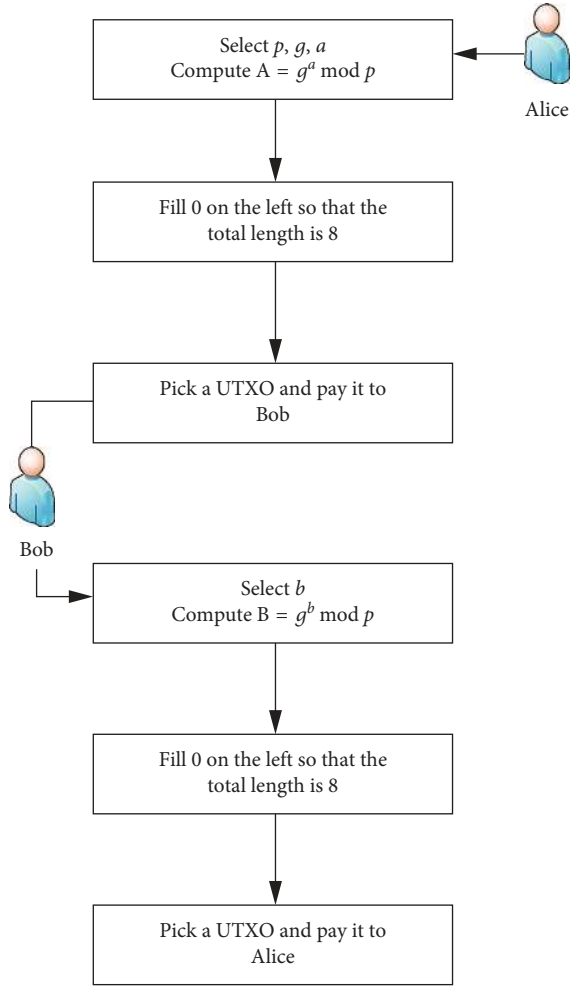 Select p, g, a
Compute A = gᵃ mod p
Alice
Fill 0 on the left so that the
total length is 8
Pick a UTXO and pay it to
Bob
Bob
Select b
Compute B = gᵇ mod p
Fill 0 on the left so that the
total length is 8
Pick a UTXO and pay it to
Alice